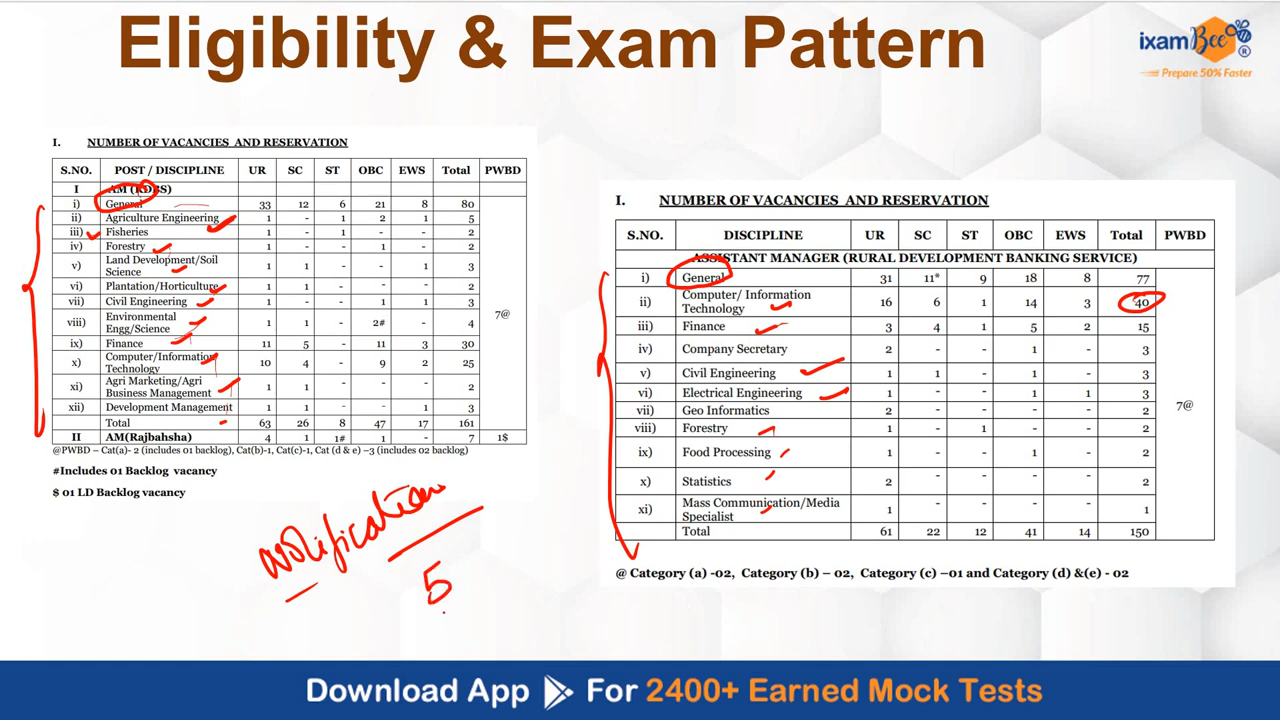 Eligibility & Exam Pattern
ixamBee
®
Prepare 50% Faster
I. NUMBER OF VACANCIES AND RESERVATION
S.NO. POST / DISCIPLINE UR SC ST OBC EWS Total PWBD
I AM (RDBS)
i) General 33 12 6 21 8 80
ii) Agriculture Engineering 1 - 1 2 1 5
iii) Fisheries 1 - 1 - - 2
iv) Forestry 1 - - 1 - 2
v) Land Development/Soil Science 1 1 - - 1 3
vi) Plantation/Horticulture 1 1 - - - 2
vii) Civil Engineering 1 - - 1 1 3
viii) Environmental Engg/Science 1 1 - 2# - 4
ix) Finance 11 5 - 11 3 30
x) Computer/Information Technology 10 4 - 9 2 25
xi) Agri Marketing/Agri Business Management 1 1 - - - 2
xii) Development Management 1 1 - - 1 3
Total 63 26 8 47 17 161
7@
II AM(Rajbahsha) 4 1 1# 1 - 7 1$
@PWBD – Cat(a)- 2 (includes 01 backlog), Cat(b)-1, Cat(c)-1, Cat (d & e) –3 (includes 02 backlog)
#Includes 01 Backlog vacancy
$ 01 LD Backlog vacancy
notification
5
I. NUMBER OF VACANCIES AND RESERVATION
S.NO. DISCIPLINE UR SC ST OBC EWS Total PWBD
ASSISTANT MANAGER (RURAL DEVELOPMENT BANKING SERVICE)
i) General 31 11* 9 18 8 77
ii) Computer/ Information Technology 16 6 1 14 3 40
iii) Finance 3 4 1 5 2 15
iv) Company Secretary 2 - - 1 - 3
v) Civil Engineering 1 1 - 1 - 3
vi) Electrical Engineering 1 - - 1 1 3
vii) Geo Informatics 2 - - - - 2
viii) Forestry 1 - 1 - - 2
ix) Food Processing 1 - - 1 - 2
x) Statistics 2 - - - - 2
xi) Mass Communication/Media Specialist 1 - - - - 1
Total 61 22 12 41 14 150
7@
@ Category (a) -02, Category (b) – 02, Category (c) –01 and Category (d) &(e) - 02
Download App For 2400+ Earned Mock Tests